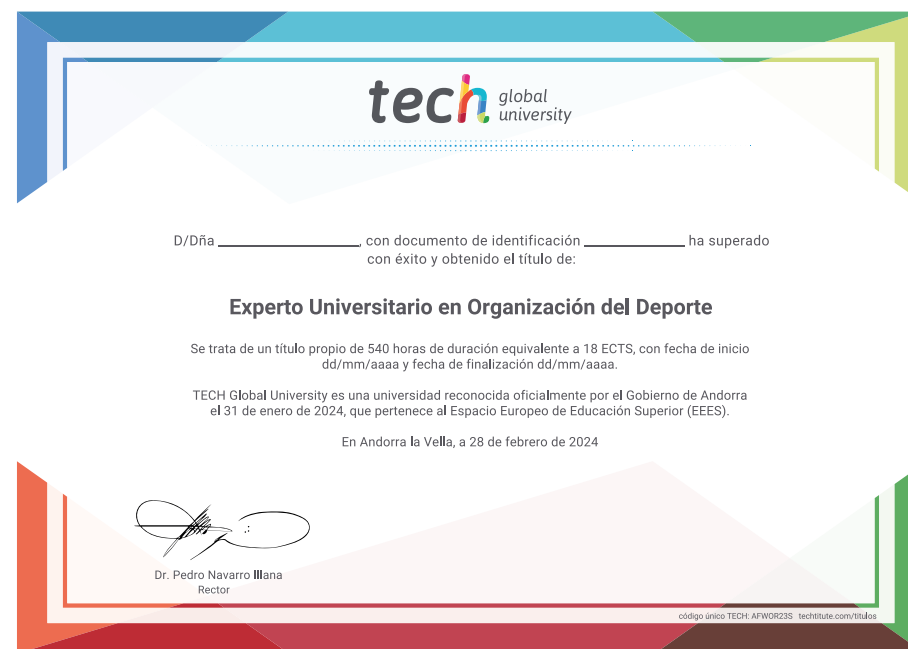 tech global university
D/Dña ____________, con documento de identificación ____________ ha superado
con éxito y obtenido el título de:
Experto Universitario en Organización del Deporte
Se trata de un título propio de 540 horas de duración equivalente a 18 ECTS, con fecha de inicio
dd/mm/aaaa y fecha de finalización dd/mm/aaaa.
TECH Global University es una universidad reconocida oficialmente por el Gobierno de Andorra
el 31 de enero de 2024, que pertenece al Espacio Europeo de Educación Superior (EEES).
En Andorra la Vella, a 28 de febrero de 2024
Dr. Pedro Navarro Illana
Rector
código único TECH: AFWOR23S techtitute.com/titulos